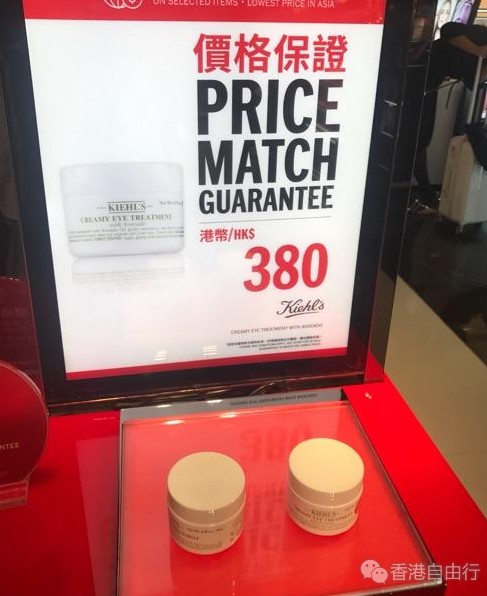 ON SELECTED ITEMS • LOWEST PRICE IN ASIA
價格保證
PRICE
MATCH
GUARANTEE
港幣/HK$
380
Kiehl's
CREAMY EYE TREATMENT WITH AVOCADO
KIEHL'S
CREAMY EYE TREATMENT
with Avocado
NTEE
380
KIEHL'S
CREAMY EYE TREATMENT
香港自由行